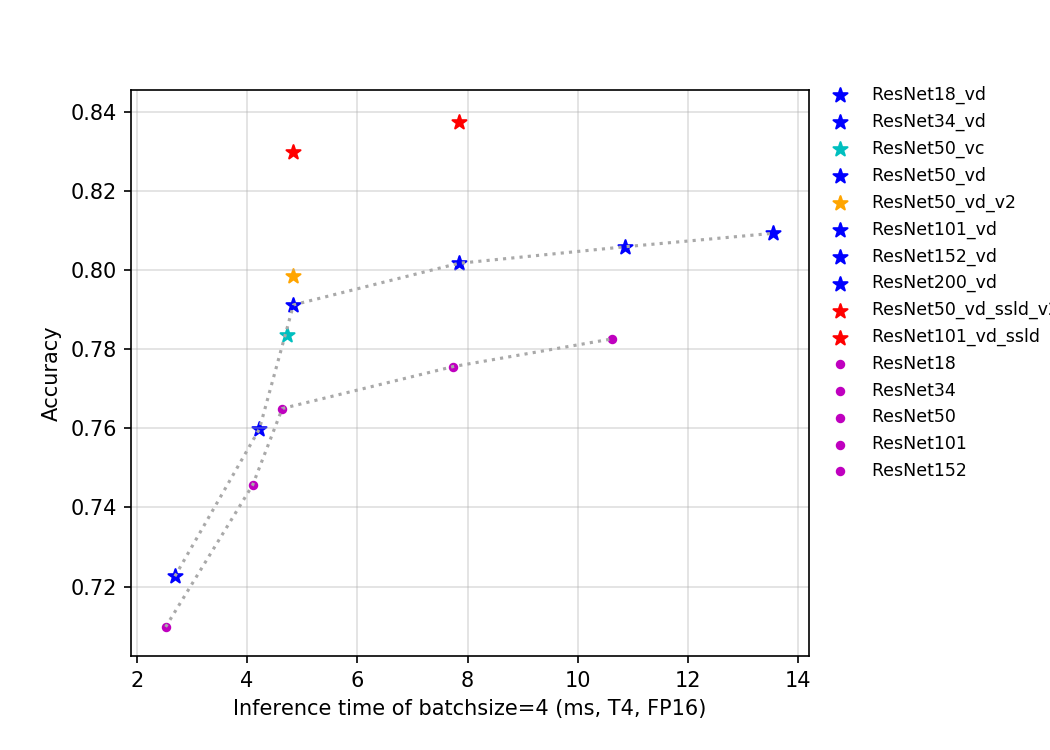 0.84
0.82
0.80
0.78
0.76
0.74
0.72
Accuracy
2 4 6 8 10 12 14
Inference time of batchsize=4 (ms, T4, FP16)
ResNet18_vd
ResNet34_vd
ResNet50_vc
ResNet50_vd
ResNet50_vd_v2
ResNet101_vd
ResNet152_vd
ResNet200_vd
ResNet50_vd_ssld_v
ResNet101_vd_ssld
ResNet18
ResNet34
ResNet50
ResNet101
ResNet152